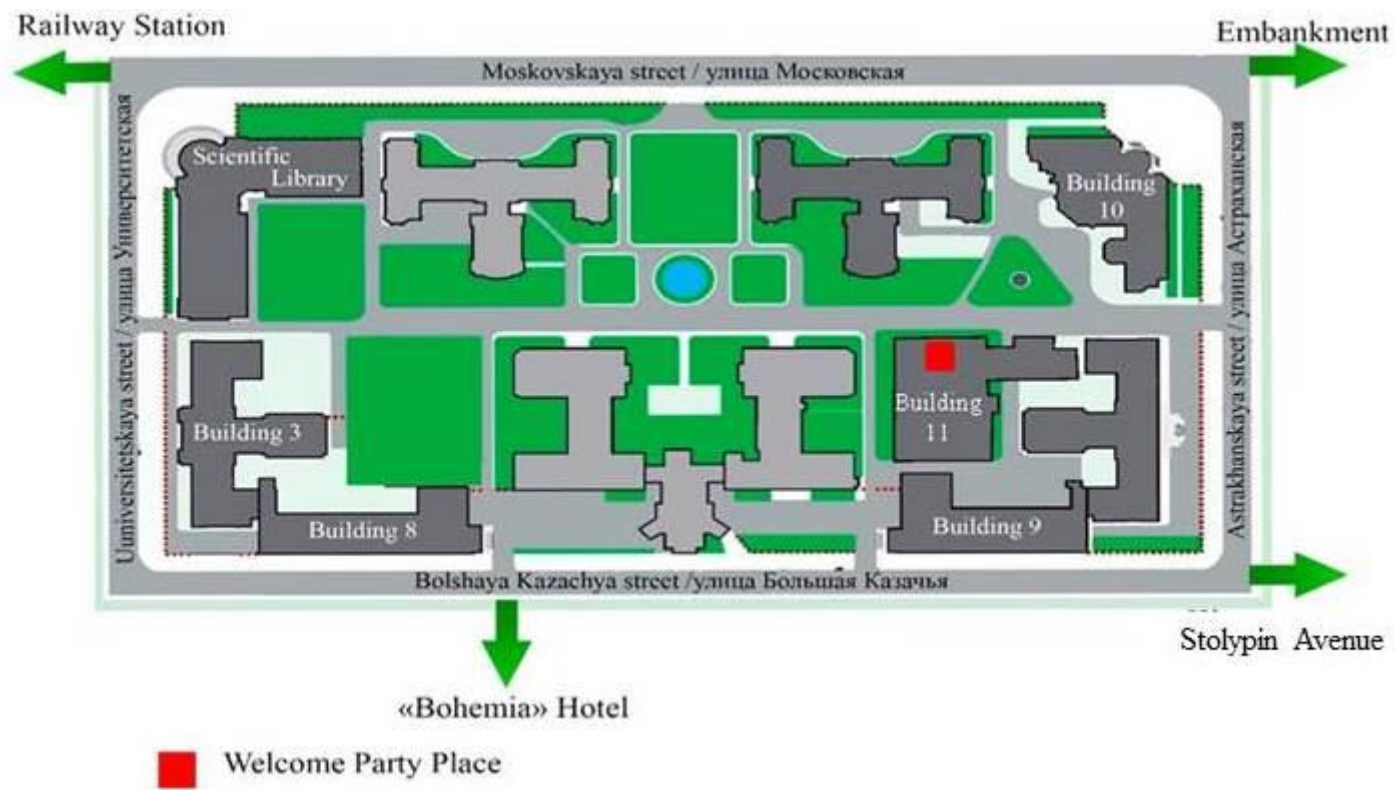 Railway Station
Embankment
Moskovskaya street / улица Московская
Uuniversitetskaya street / улица Университетская
Astrakhanskaya street / улица Астраханская
Scientific
Library
Building
10
Building 3
Building
11
Building 8
Building 9
Bolshaya Kazachya street /улица Большая Казачья
Stolypin Avenue
«Bohemia» Hotel
Welcome Party Place